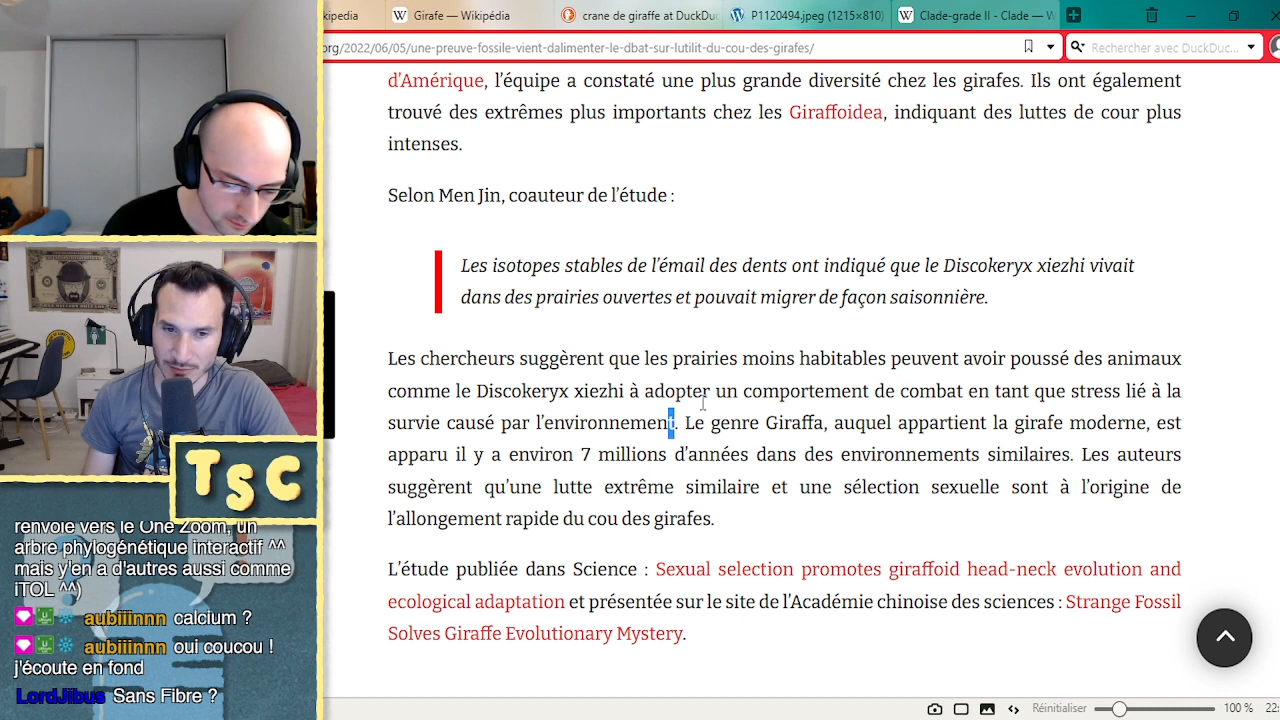 kipedia
Girafe — Wikipédia
crane de giraffe at DuckDuc
P1120494.jpeg (1215×810)
Clade-grade II - Clade — W
org/2022/06/05/une-preuve-fossile-vient-dalimenter-le-dbat-sur-lutilit-du-cou-des-girafes/
Rechercher avec DuckDuc...
d'Amérique, l'équipe a constaté une plus grande diversité chez les girafes. Ils ont également
trouvé des extrêmes plus importants chez les Giraffoidea, indiquant des luttes de cour plus
intenses.
Selon Men Jin, coauteur de l'étude :
Les isotopes stables de l'émail des dents ont indiqué que le Discokeryx xiezhi vivait
dans des prairies ouvertes et pouvait migrer de façon saisonnière.
Les chercheurs suggèrent que les prairies moins habitables peuvent avoir poussé des animaux
comme le Discokeryx xiezhi à adopter un comportement de combat en tant que stress lié à la
survie causé par l'environnement. Le genre Giraffa, auquel appartient la girafe moderne, est
apparu il y a environ 7 millions d'années dans des environnements similaires. Les auteurs
suggèrent qu'une lutte extrême similaire et une sélection sexuelle sont à l'origine de
l'allongement rapide du cou des girafes.
L'étude publiée dans Science : Sexual selection promotes giraffoid head-neck evolution and
ecological adaptation et présentée sur le site de l'Académie chinoise des sciences : Strange Fossil
Solves Giraffe Evolutionary Mystery.
Réinitialiser
100 %
22:
TSC
renvoie vers le One Zoom, un
arbre phylogénétique interactif ^^
mais y'en a d'autres aussi comme
iTOL ^^)
aubiiinnn calcium ?
aubiiinnn oui coucou !
j'écoute en fond
LordJibus Sans Fibre ?